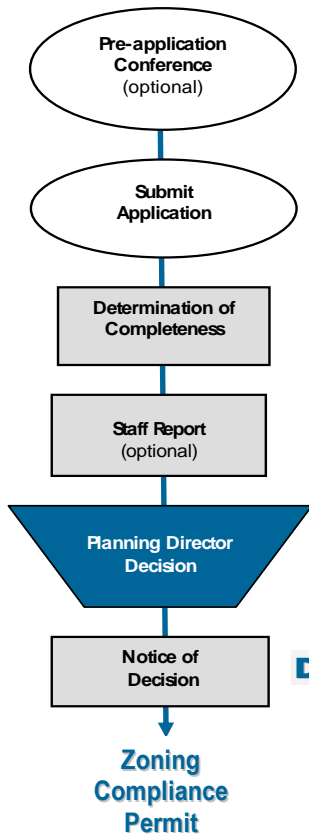 Pre-application
Conference
(optional)
Submit
Application
Determination of
Completeness
Staff Report
(optional)
Planning Director
Decision
Notice of
Decision
D
Zoning
Compliance
Permit